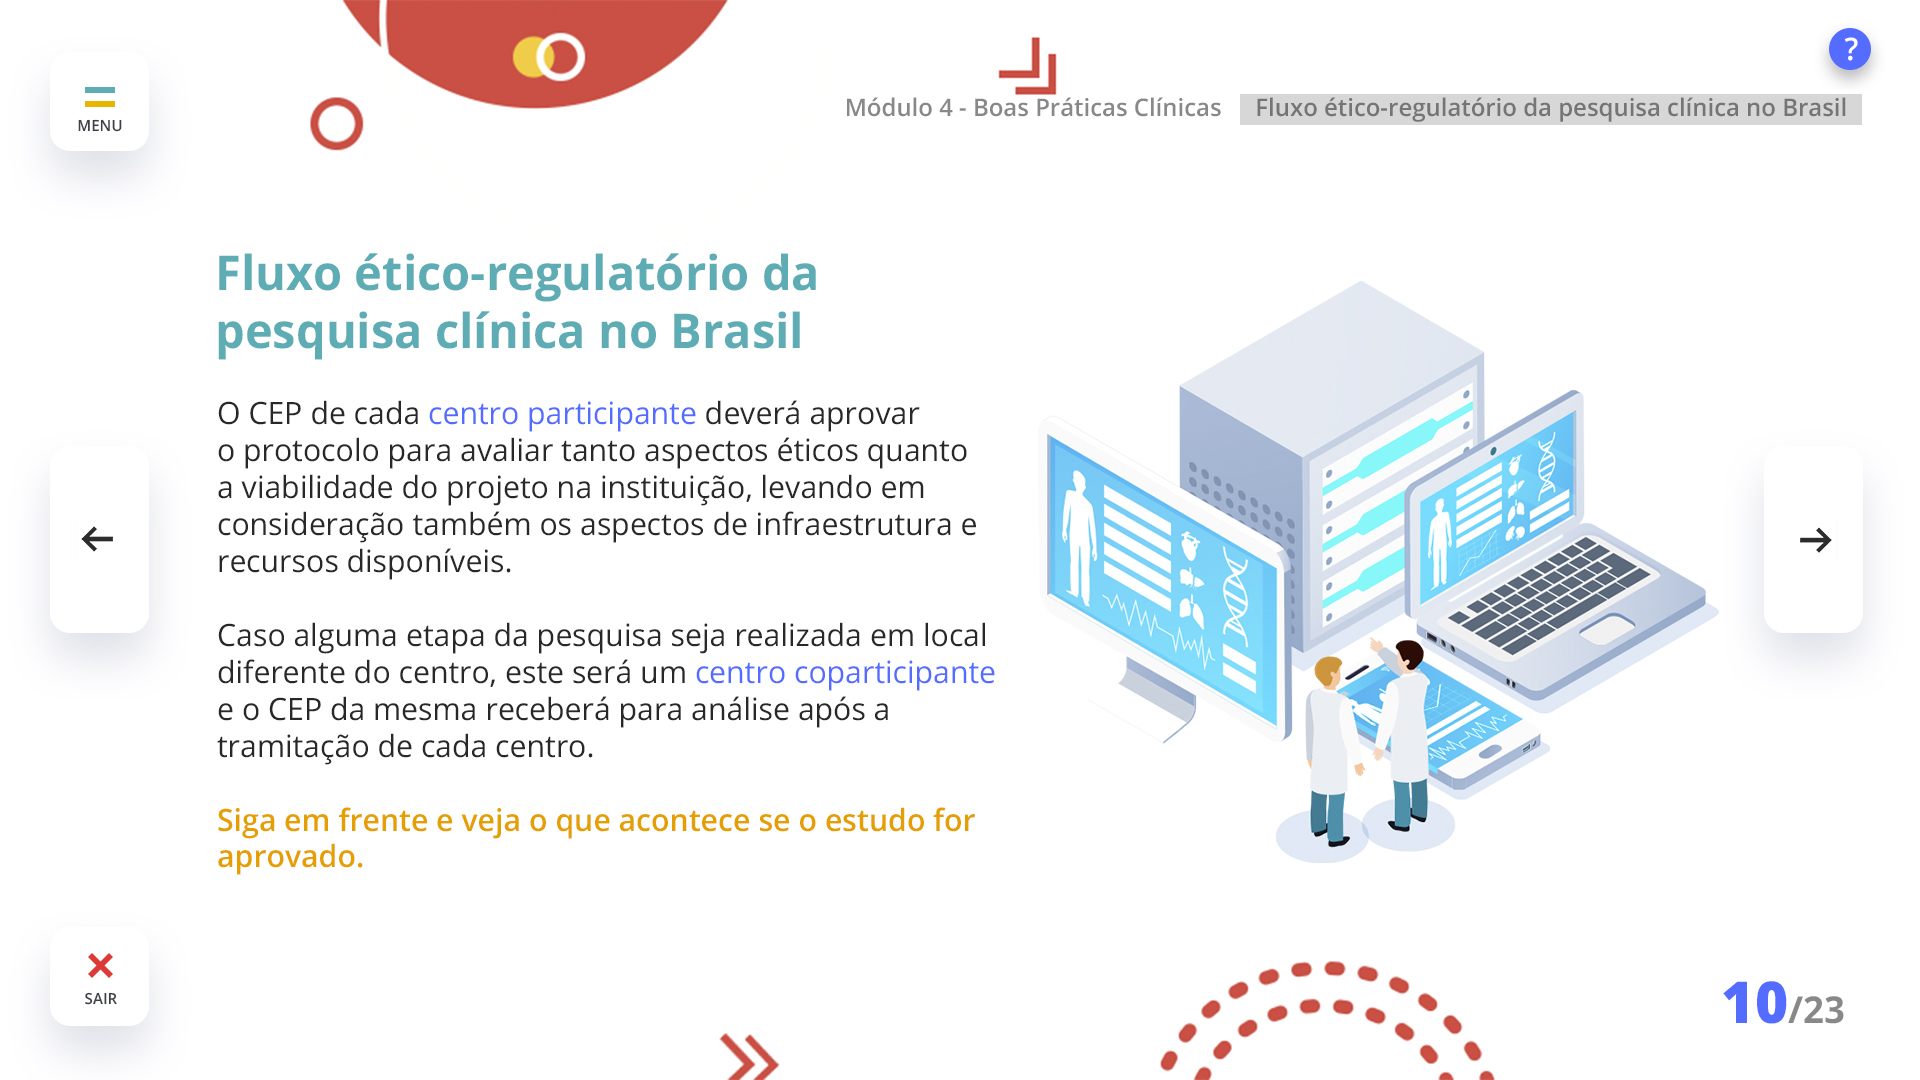 ?
MENU
Módulo 4 - Boas Práticas Clínicas
Fluxo ético-regulatório da pesquisa clínica no Brasil
Fluxo ético-regulatório da
pesquisa clínica no Brasil
O CEP de cada centro participante deverá aprovar
o protocolo para avaliar tanto aspectos éticos quanto
a viabilidade do projeto na instituição, levando em
consideração também os aspectos de infraestrutura e
recursos disponíveis.
Caso alguma etapa da pesquisa seja realizada em local
diferente do centro, este será um centro coparticipante
e o CEP da mesma receberá para análise após a
tramitação de cada centro.
Siga em frente e veja o que acontece se o estudo for
aprovado.
SAIR
10/23